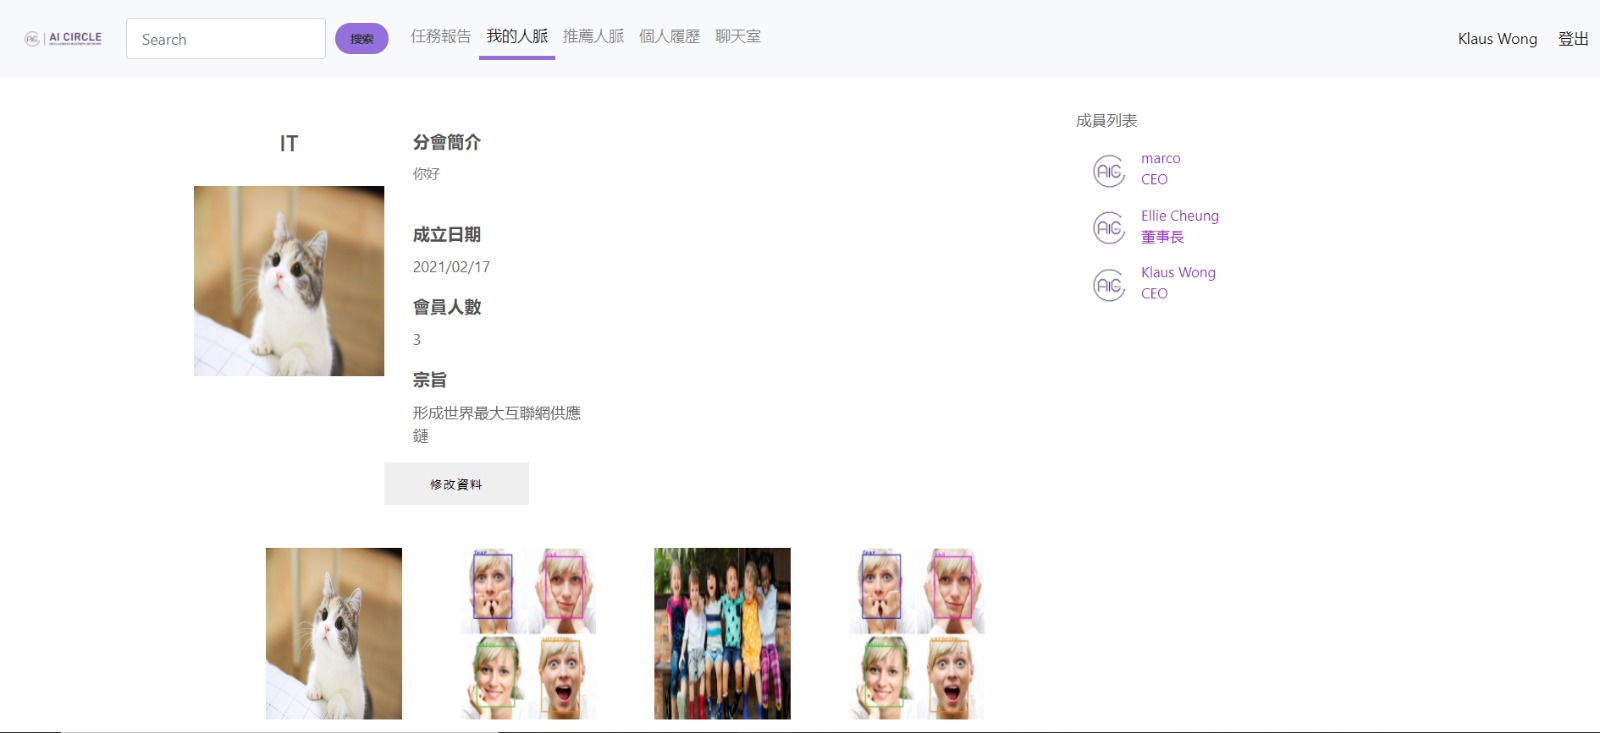 AIG | AI CIRCLE
Search
搜索
任務報告 我的人脈 推薦人脈 個人履歷 聊天室
Klaus Wong 登出
IT
分會簡介
你好
成立日期
2021/02/17
會員人數
3
宗旨
形成世界最大互聯網供應
鏈
修改資料
成員列表
AIG
marco
CEO
AIG
Ellie Cheung
董事長
AIG
Klaus Wong
CEO